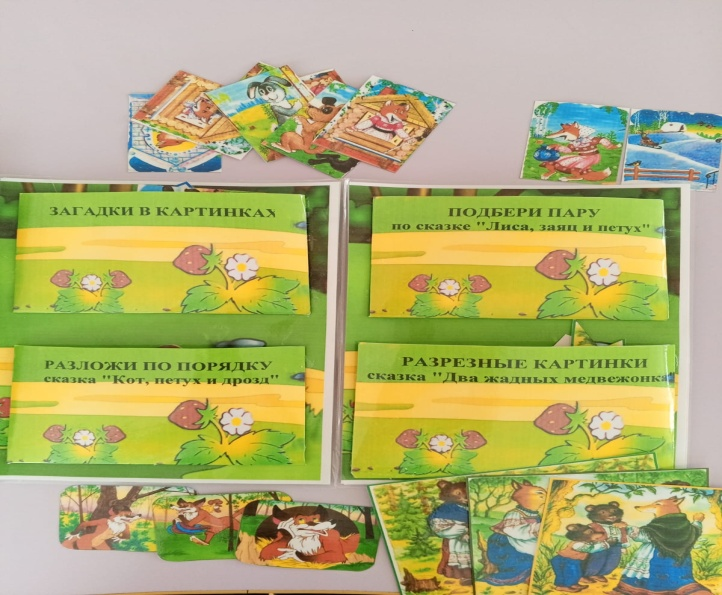 ЗАГАДКИ В КАРТИНКАХ
ПОДБЕРИ ПАРУ
по сказке "Лиса, заяц и петух"
РАЗЛОЖИ ПО ПОРЯДКУ
сказка "Кот, петух и дрозд"
РАЗРЕЗНЫЕ КАРТИНКИ
сказка "Два жадных медвежонка